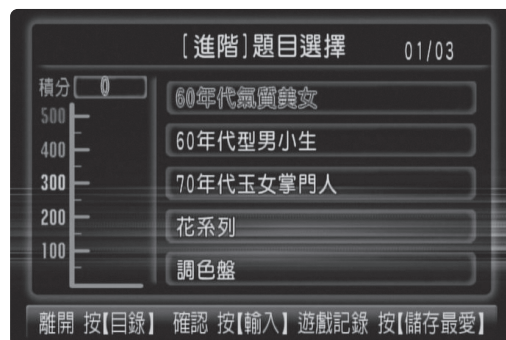 [進階]題目選擇 01/03
積分 0
500
400
300
200
100
60年代氣質美女
60年代型男小生
70年代玉女掌門人
花系列
調色盤
離開 按【目錄】 確認 按【輸入】 遊戲記錄 按【儲存最愛】